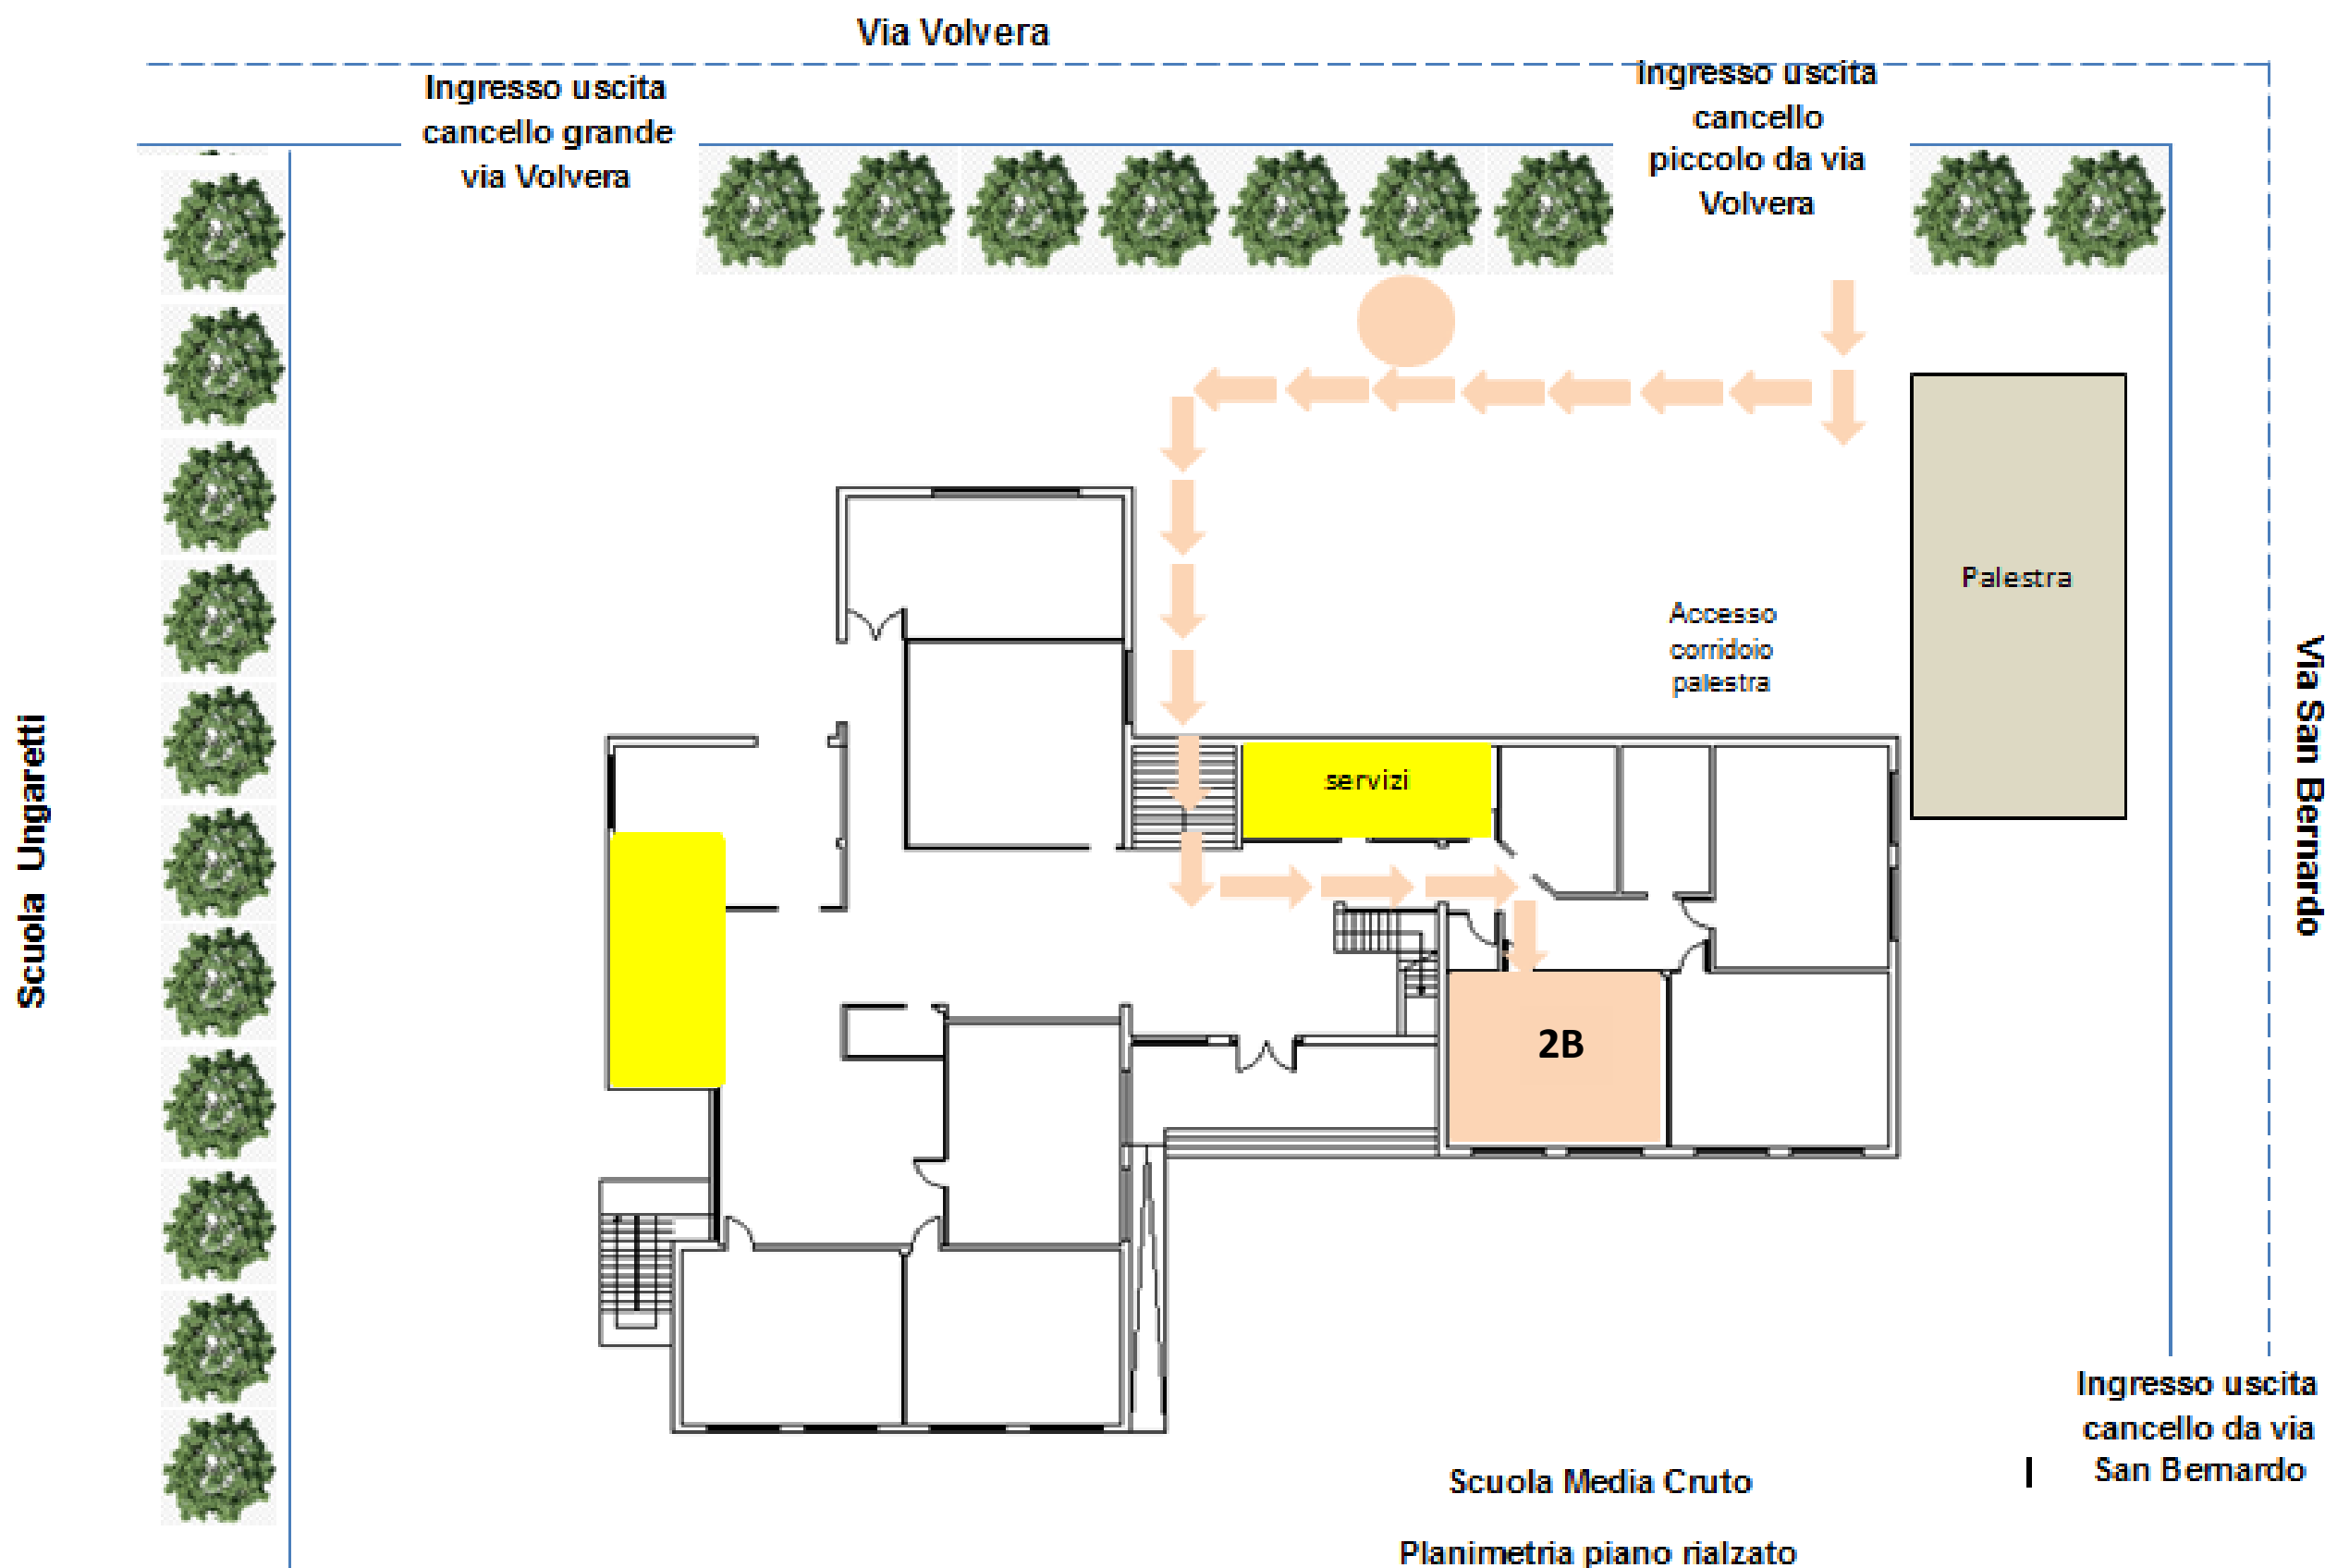 Via Volvera
Ingresso uscita
cancello grande
via Volvera
Ingresso uscita
cancello
piccolo da via
Volvera
Palestra
Accesso
corridoio
palestra
Via San Bernardo
Scuola Ungaretti
servizi
2B
Ingresso uscita
cancello da via
San Bernardo
Scuola Media Cruto
Planimetria piano rialzato